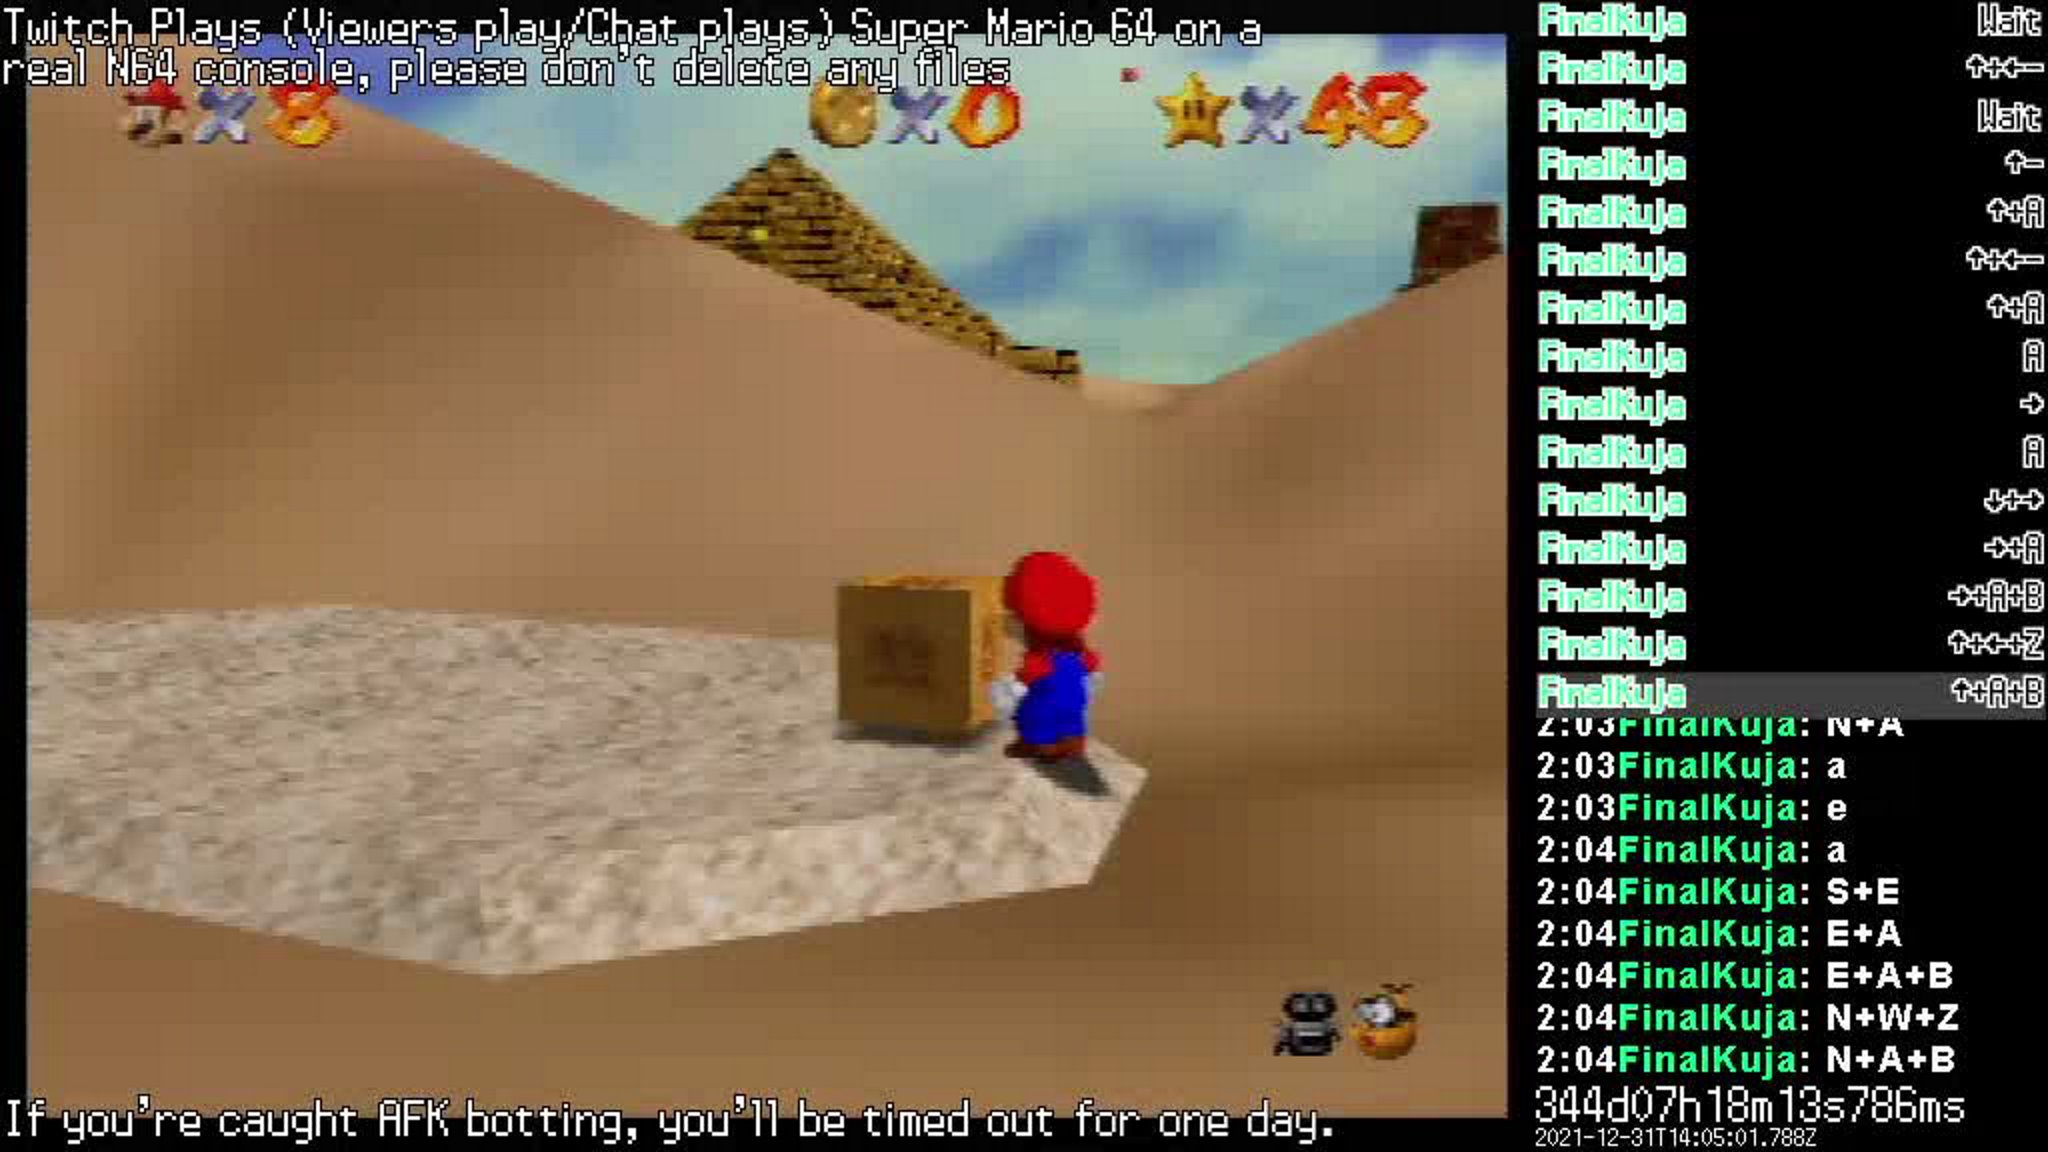 Twitch Plays (Viewers play/Chat plays) Super Mario 64 on a
real N64 console, please don't delete any files
× 8
× 0
× 48
FinalKuja Wait
FinalKuja ↑+←-
FinalKuja Wait
FinalKuja ↑-
FinalKuja ↑+A
FinalKuja ↑+←-
FinalKuja ↑+A
FinalKuja A
FinalKuja →
FinalKuja A
FinalKuja ↓+→
FinalKuja →+A
FinalKuja →+A+B
FinalKuja ↑+←+Z
FinalKuja ↑+A+B
2:03FinalKuja: N+A
2:03FinalKuja: a
2:03FinalKuja: e
2:04FinalKuja: a
2:04FinalKuja: S+E
2:04FinalKuja: E+A
2:04FinalKuja: E+A+B
2:04FinalKuja: N+W+Z
2:04FinalKuja: N+A+B
344d07h18m13s786ms
2021-12-31T14:05:01.788Z
If you're caught AFK botting, you'll be timed out for one day.